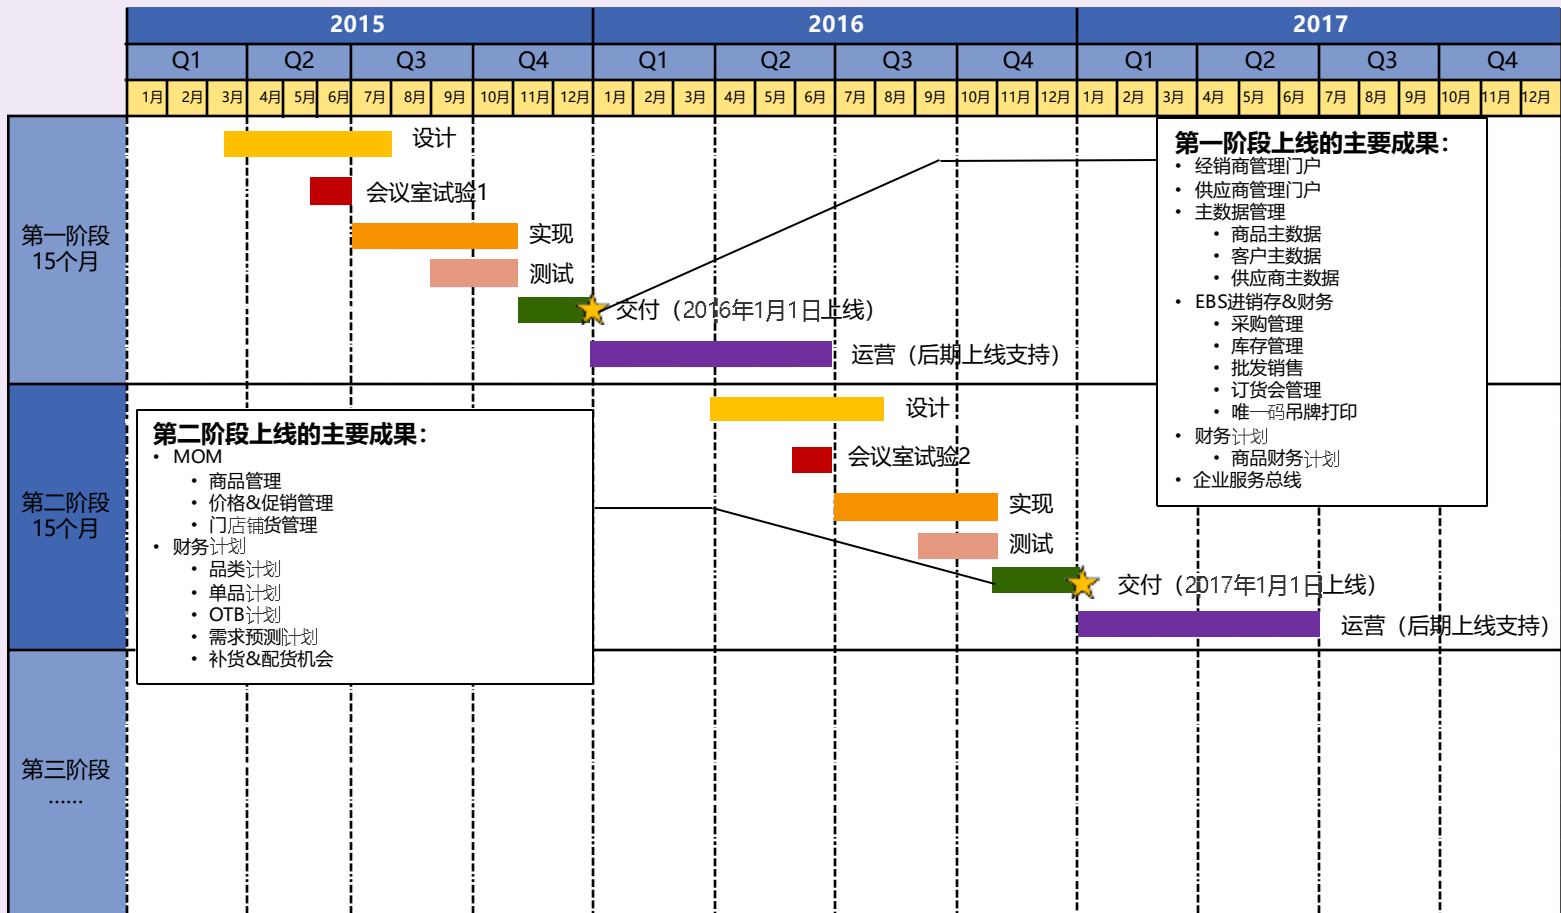 2015 2016 2017
Q1 Q2 Q3 Q4 Q1 Q2 Q3 Q4 Q1 Q2 Q3 Q4
1月 2月 3月 4月 5月 6月 7月 8月 9月 10月 11月 12月 1月 2月 3月 4月 5月 6月 7月 8月 9月 10月 11月 12月 1月 2月 3月 4月 5月 6月 7月 8月 9月 10月 11月 12月
第一阶段
15个月
设计
会议室试验1
实现
测试
交付（2016年1月1日上线）
运营（后期上线支持）
第一阶段上线的主要成果：
• 经销商管理门户
• 供应商管理门户
• 主数据管理
• 商品主数据
• 客户主数据
• 供应商主数据
• EBS进销存&财务
• 采购管理
• 库存管理
• 批发销售
• 订货会管理
• 唯一码吊牌打印
• 财务计划
• 商品财务计划
• 企业服务总线
第二阶段
15个月
第二阶段上线的主要成果：
• MOM
• 商品管理
• 价格&促销管理
• 门店铺货管理
• 财务计划
• 品类计划
• 单品计划
• OTB计划
• 需求预测计划
• 补货&配货机会
设计
会议室试验2
实现
测试
交付（2017年1月1日上线）
运营（后期上线支持）
第三阶段
……